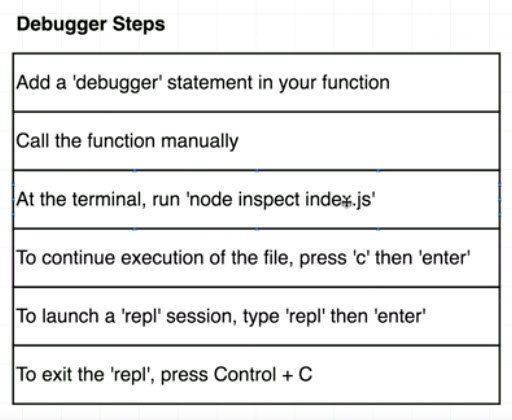 Debugger Steps
Add a 'debugger' statement in your function
Call the function manually
At the terminal, run 'node inspect index.js'
To continue execution of the file, press 'c' then 'enter'
To launch a 'repl' session, type 'repl' then 'enter'
To exit the 'repl', press Control + C